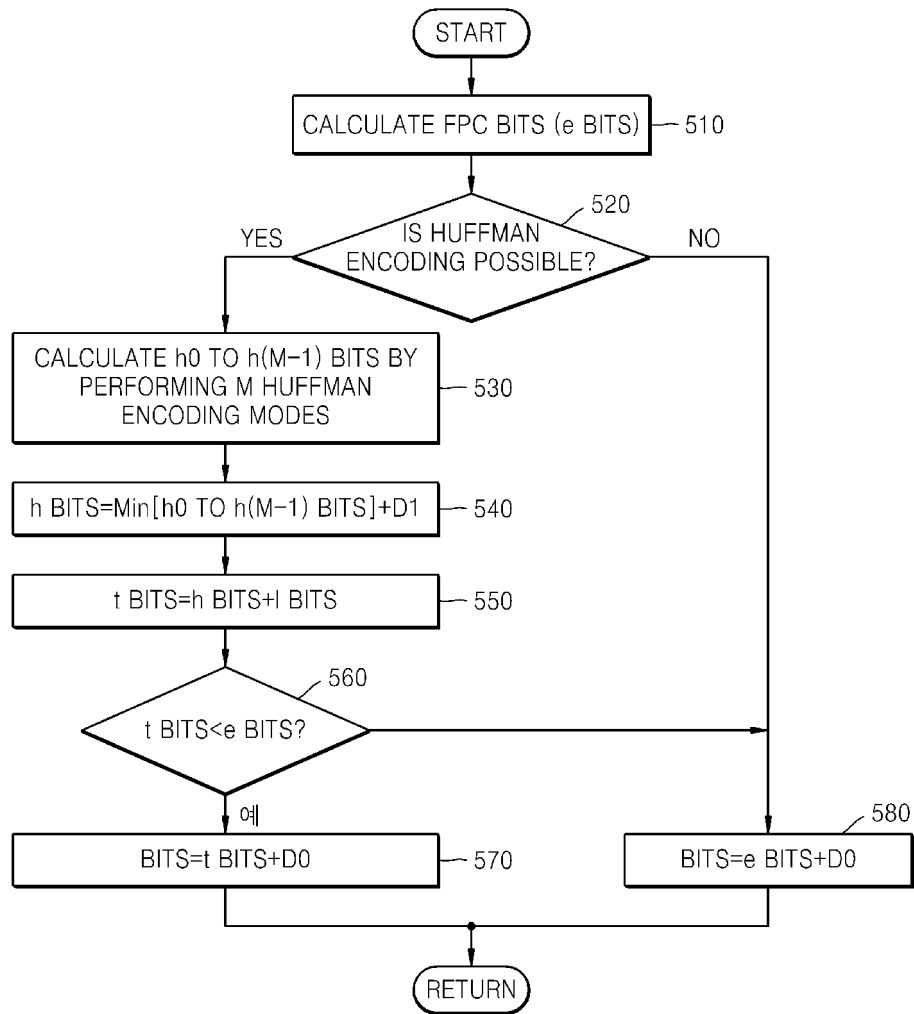 START
CALCULATE FPC BITS (e BITS)
510
520
IS HUFFMAN
ENCODING POSSIBLE?
YES
NO
CALCULATE h0 TO h(M-1) BITS BY
PERFORMING M HUFFMAN
ENCODING MODES
530
h BITS=Min[h0 TO h(M-1) BITS]+D1
540
t BITS=h BITS+l BITS
550
560
t BITS<e BITS?
예
BITS=t BITS+D0
570
580
BITS=e BITS+D0
RETURN